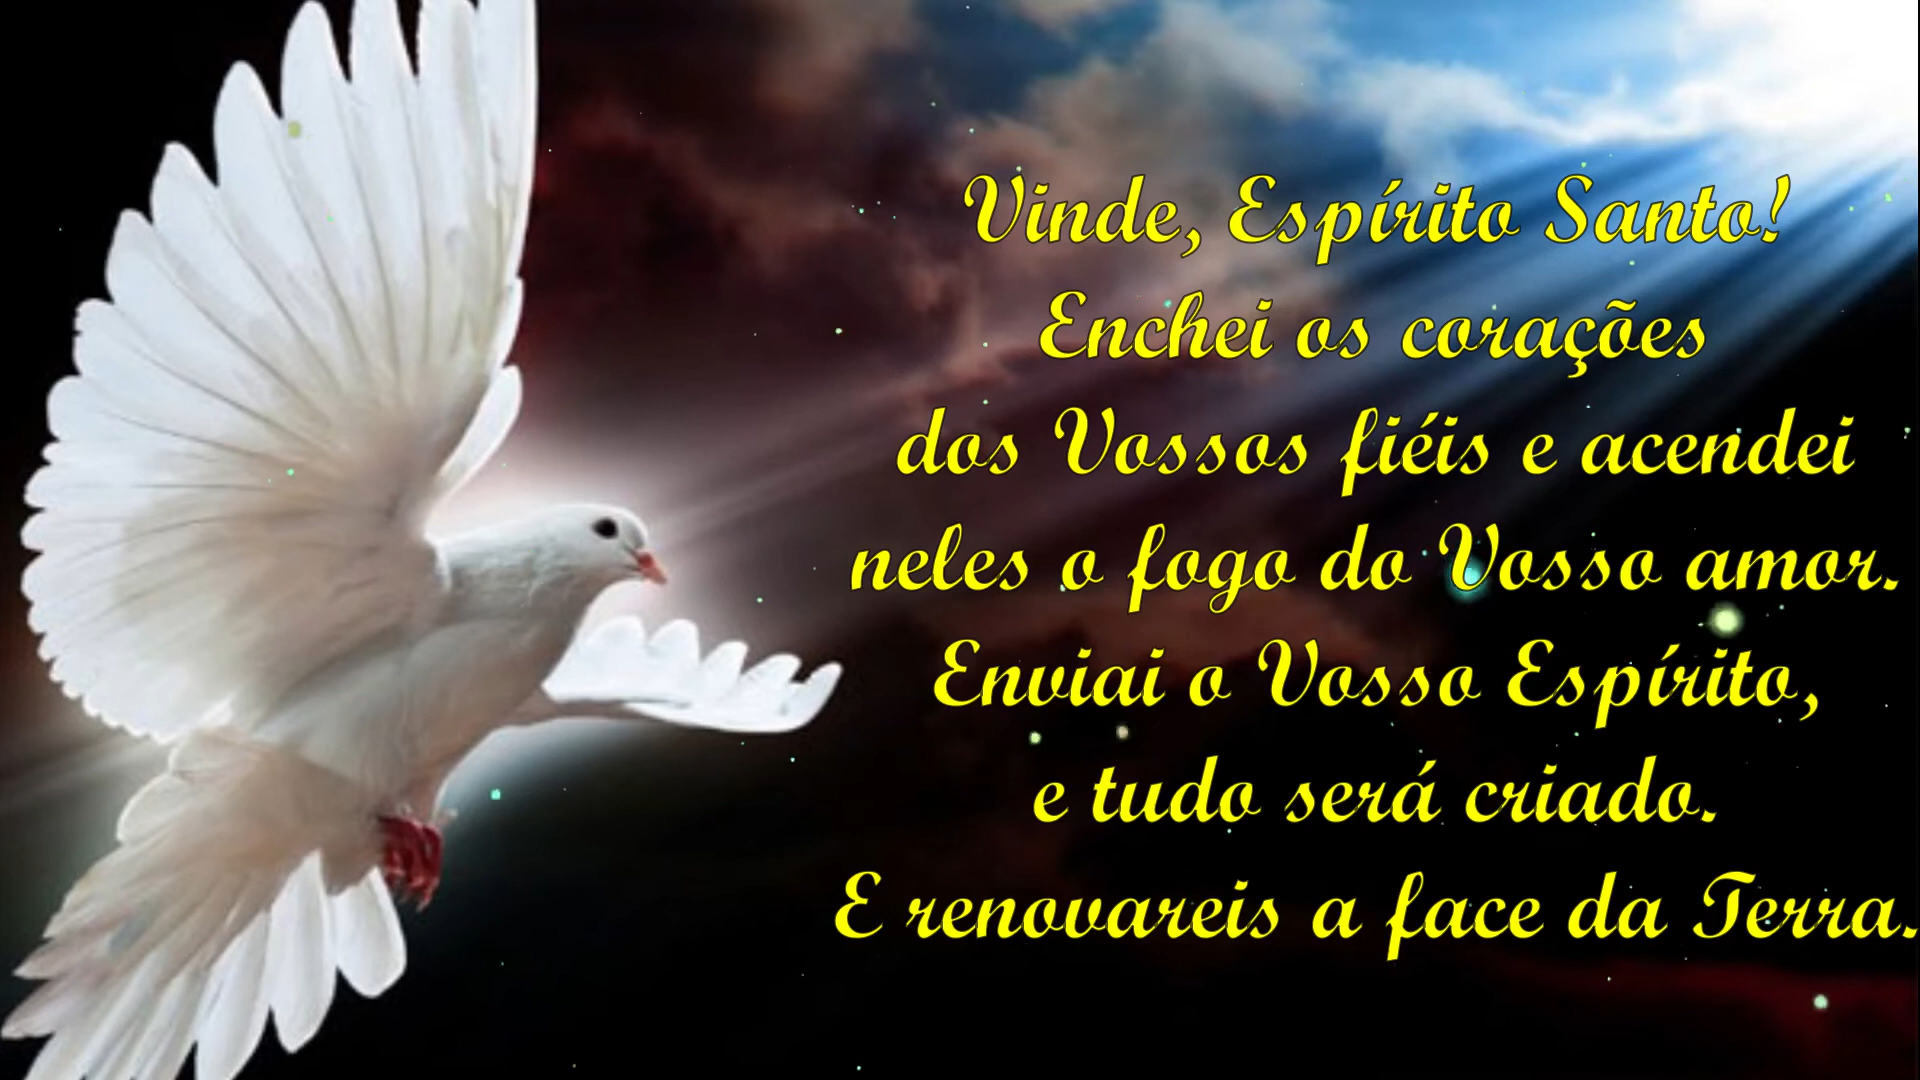 Vinde, Espírito Santo!
Enchei os corações
dos Vossos fiéis e acendei
neles o fogo do Vosso amor.
Enviai o Vosso Espírito,
e tudo será criado.
E renovareis a face da Terra.